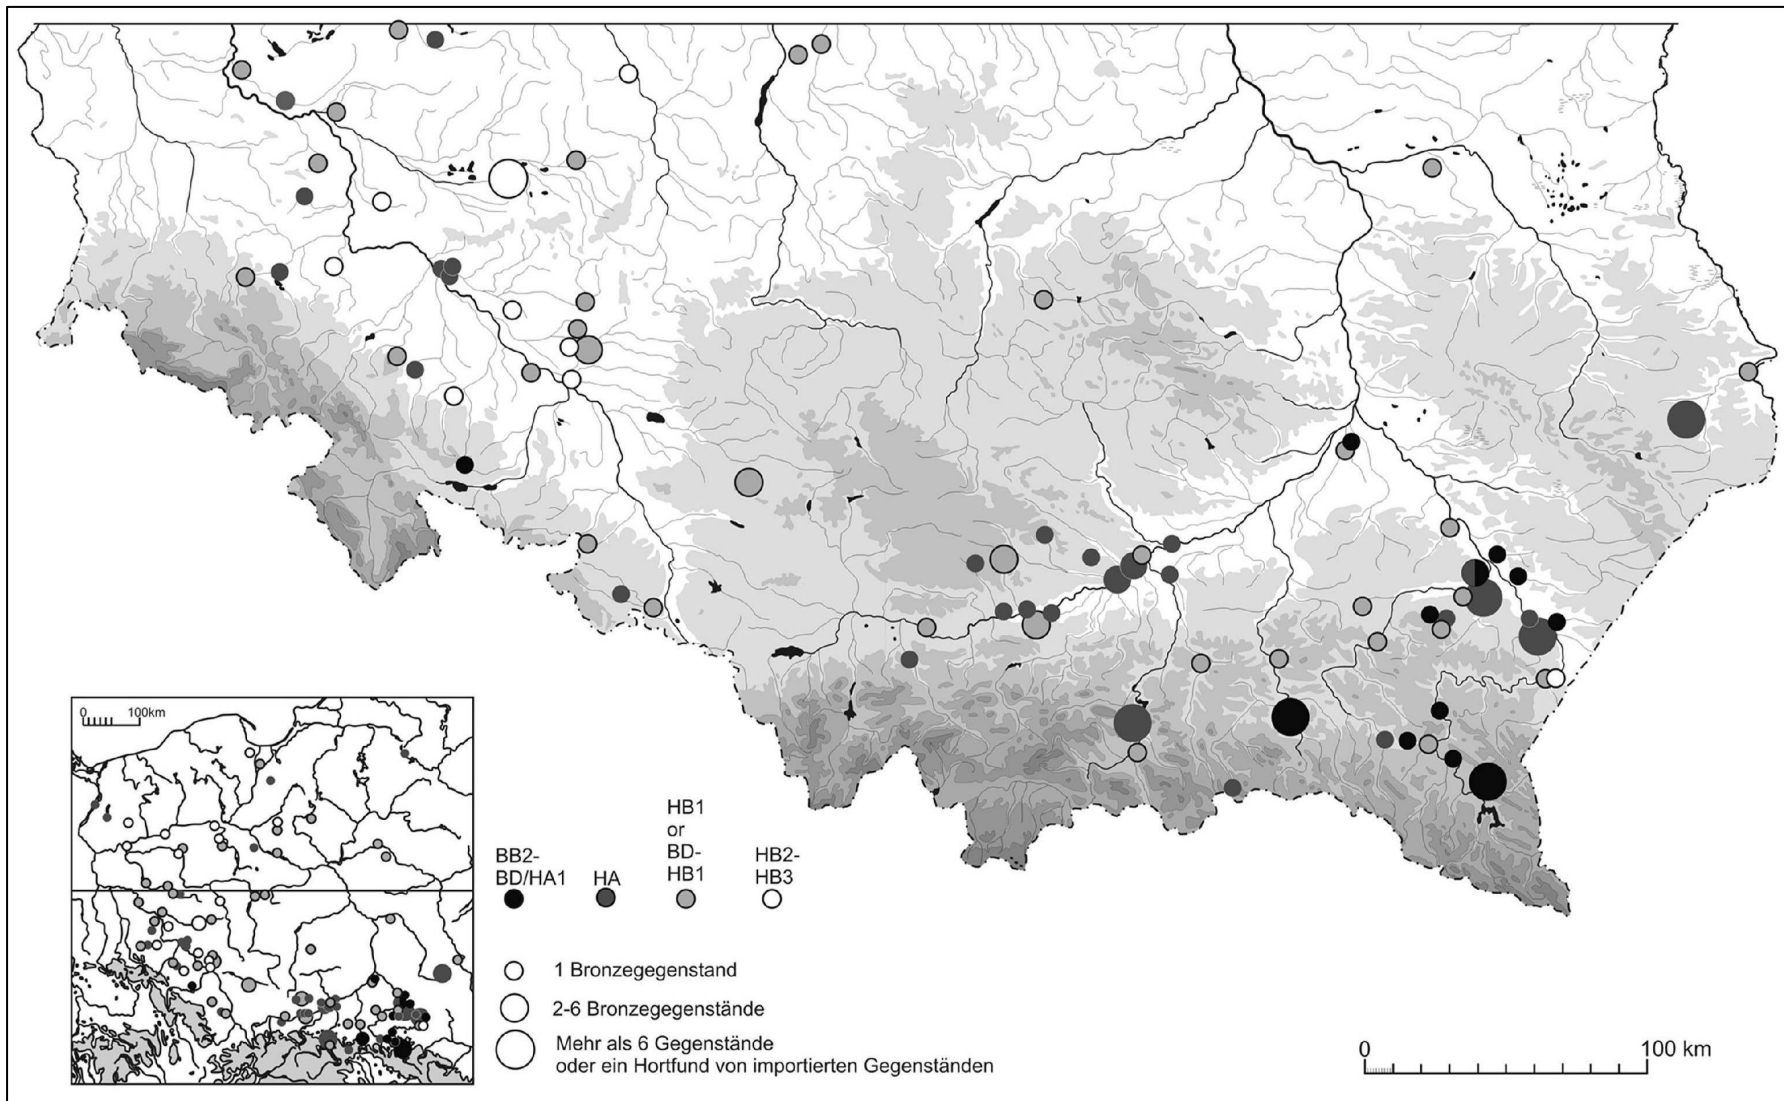 0 100km
BB2-
BD/HA1
HA
HB1
or
BD-
HB1
HB2-
HB3
1 Bronzegegenstand
2-6 Bronzegegenstände
Mehr als 6 Gegenstände
oder ein Hortfund von importierten Gegenständen
0 100 km